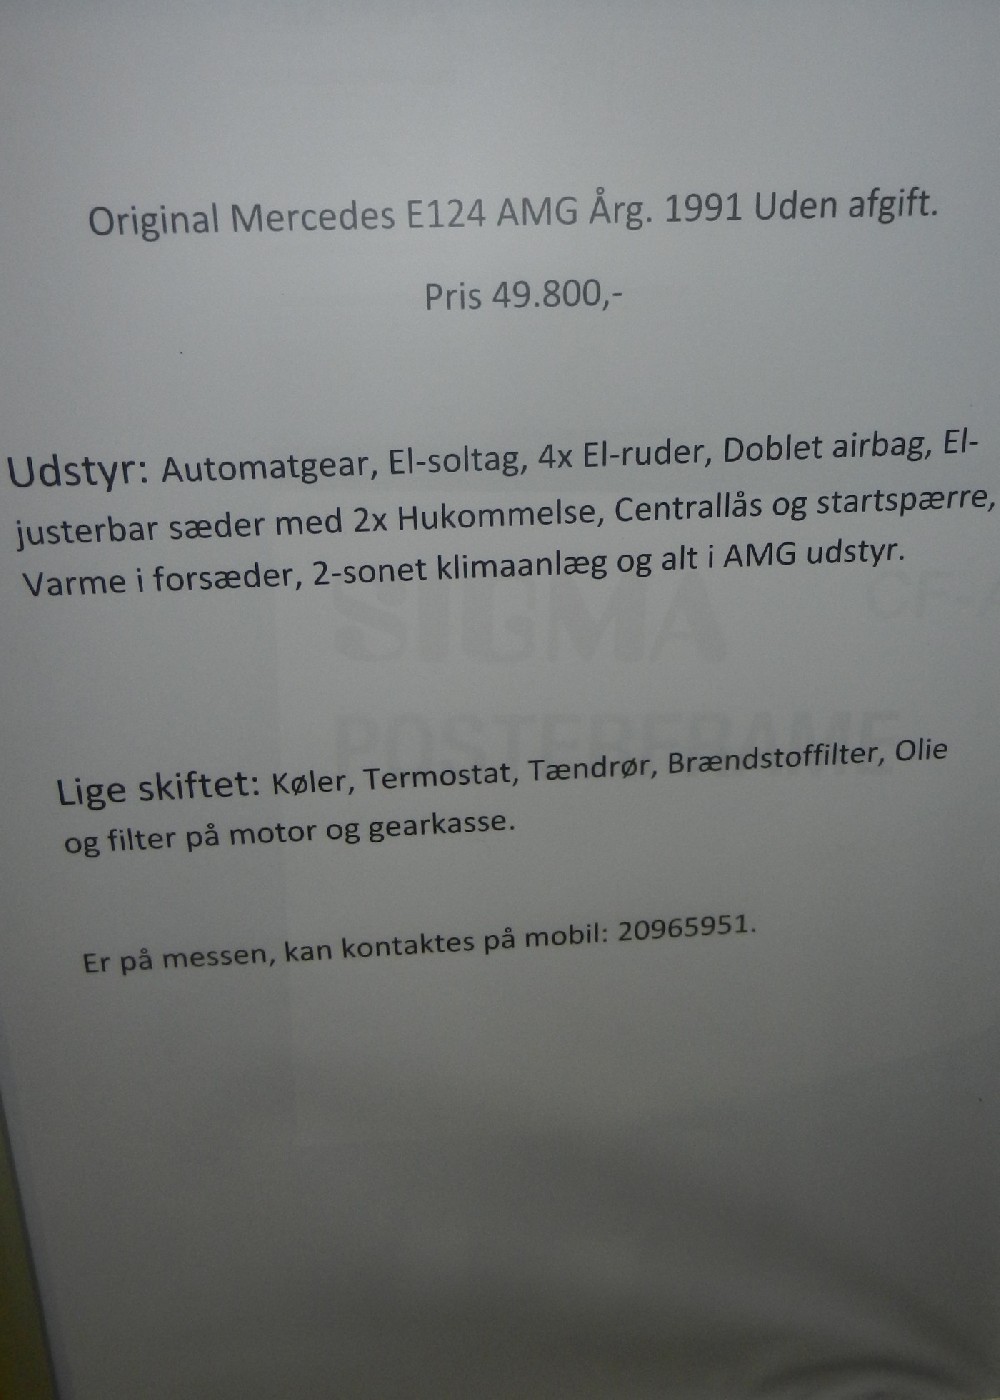 Original Mercedes E124 AMG Årg. 1991 Uden afgift.
Pris 49.800,-
Udstyr: Automatgear, El-soltag, 4x El-ruder, Doblet airbag, El-
justerbar sæder med 2x Hukommelse, Centrallås og startspærre,
Varme i forsæder, 2-sonet klimaanlæg og alt i AMG udstyr.
SIGMA
CF-A
POSTERFRAME
Lige skiftet: Køler, Termostat, Tændrør, Brændstoffilter, Olie
og filter på motor og gearkasse.
Er på messen, kan kontaktes på mobil: 20965951.